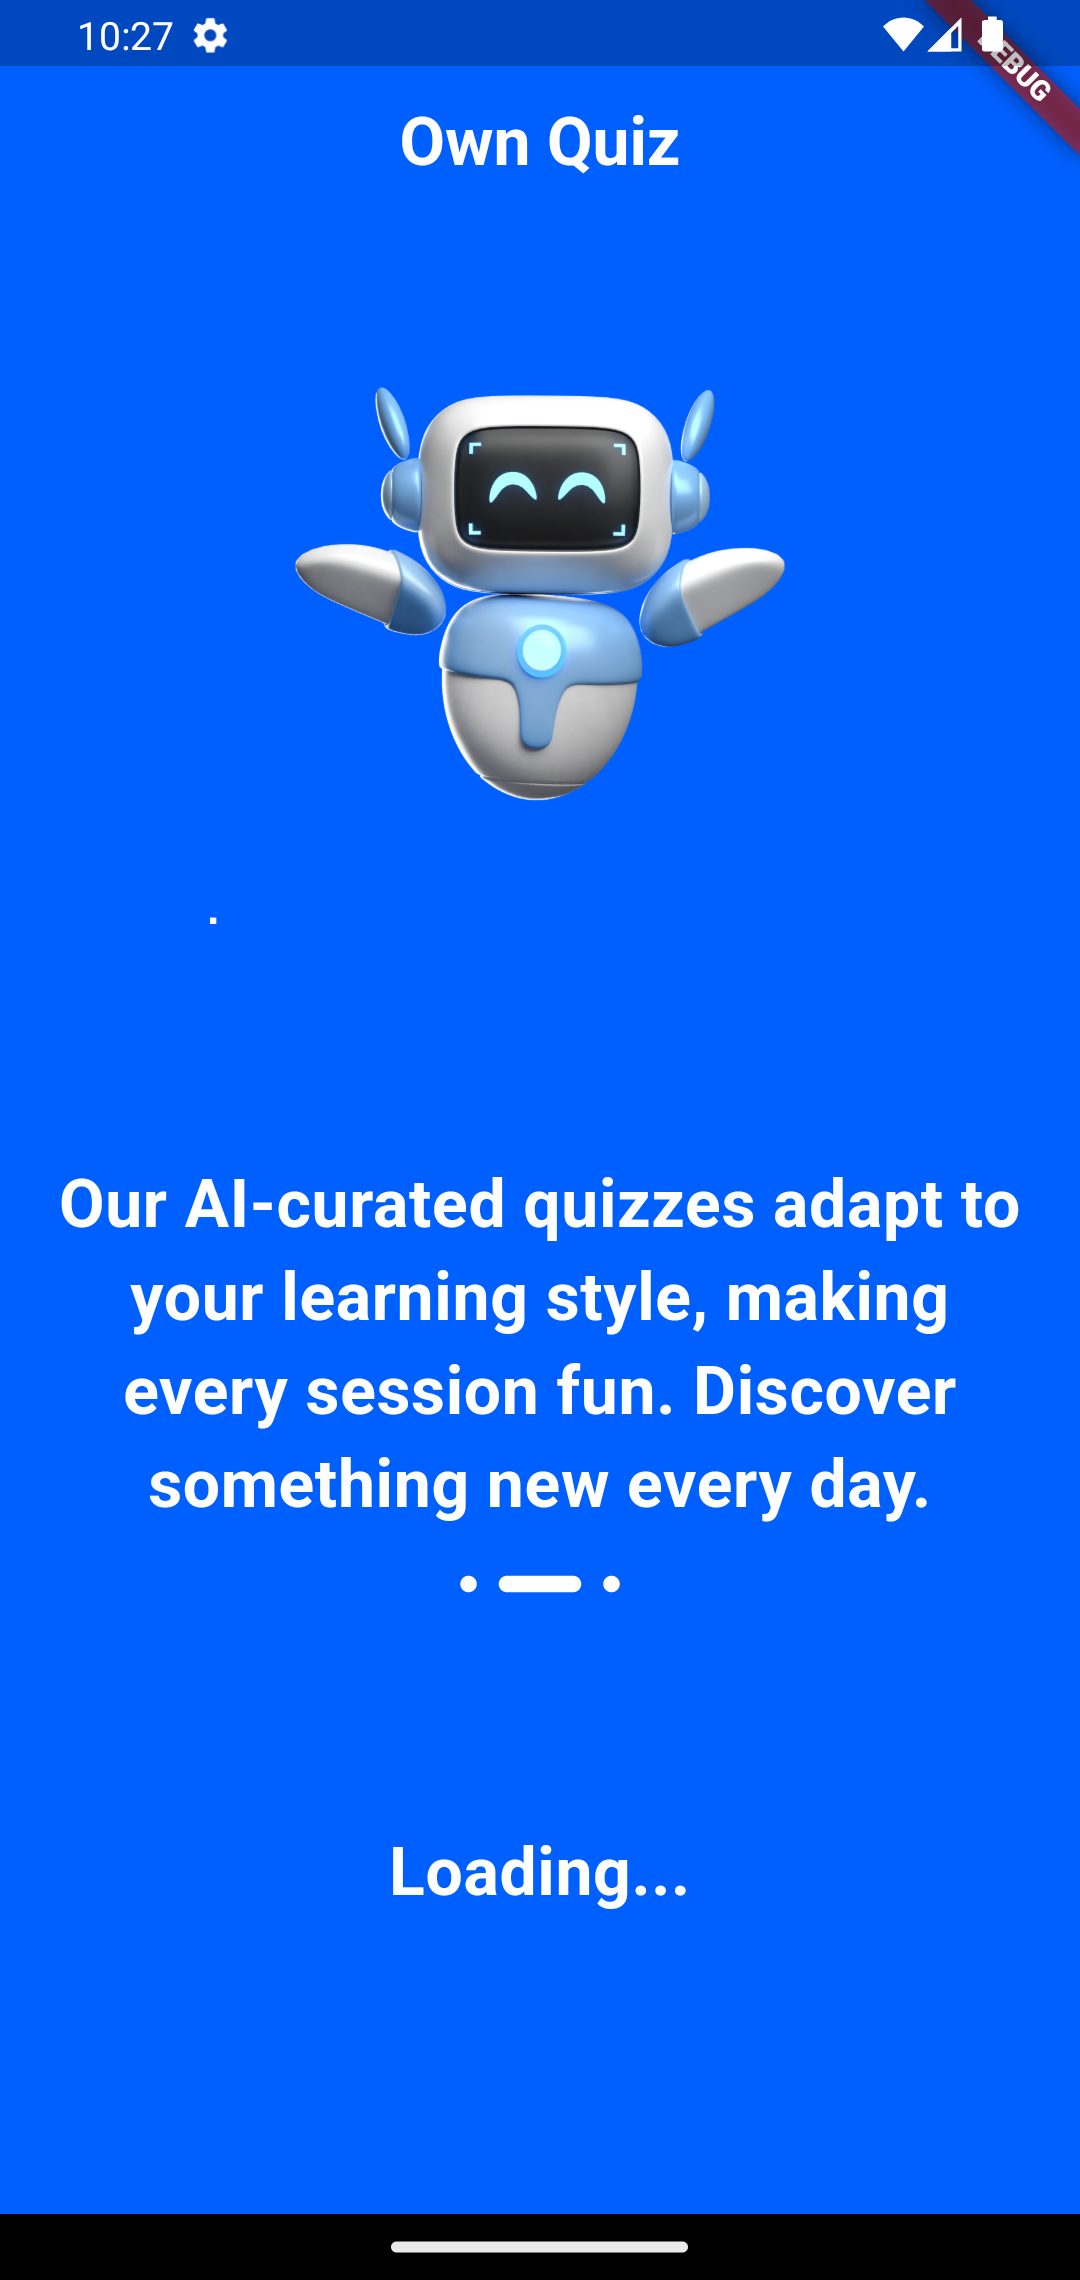 10:27
DEBUG
Own Quiz
.
Our AI-curated quizzes adapt to
your learning style, making
every session fun. Discover
something new every day.
Loading...